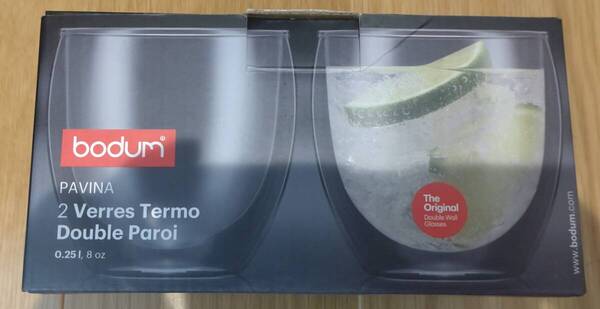 bodum®
PAVINA
2 Verres Termo
Double Paroi
0.25 l, 8 oz
The
Original
Double Wall
Glasses
www.bodum.com